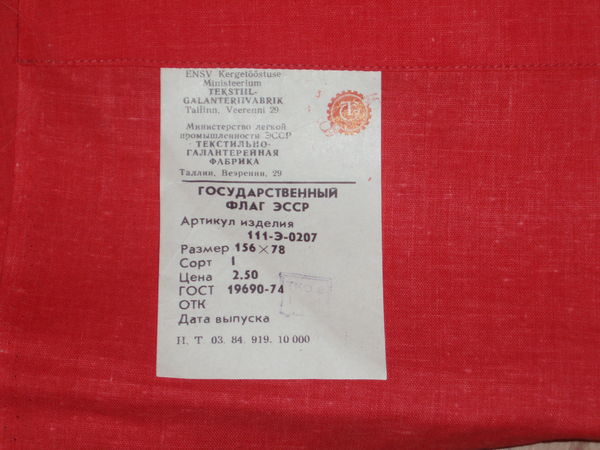 ENSV Kergetööstuse
Ministeerium
TEKSTIIL-
GALANTERIIVABRIK
Tallinn, Veerenni 29
Министерство легкой
промышленности ЭССР
ТЕКСТИЛЬНО-
ГАЛАНТЕРЕЙНАЯ
ФАБРИКА
Таллин, Веэренни, 29
ГОСУДАРСТВЕННЫЙ
ФЛАГ ЭССР
Артикул изделия
111-Э-0207
Размер 156×78
Сорт 1
Цена 2.50
ГОСТ 19690-74
ОТК
Дата выпуска
Н. Т 03. 84. 919. 10 000